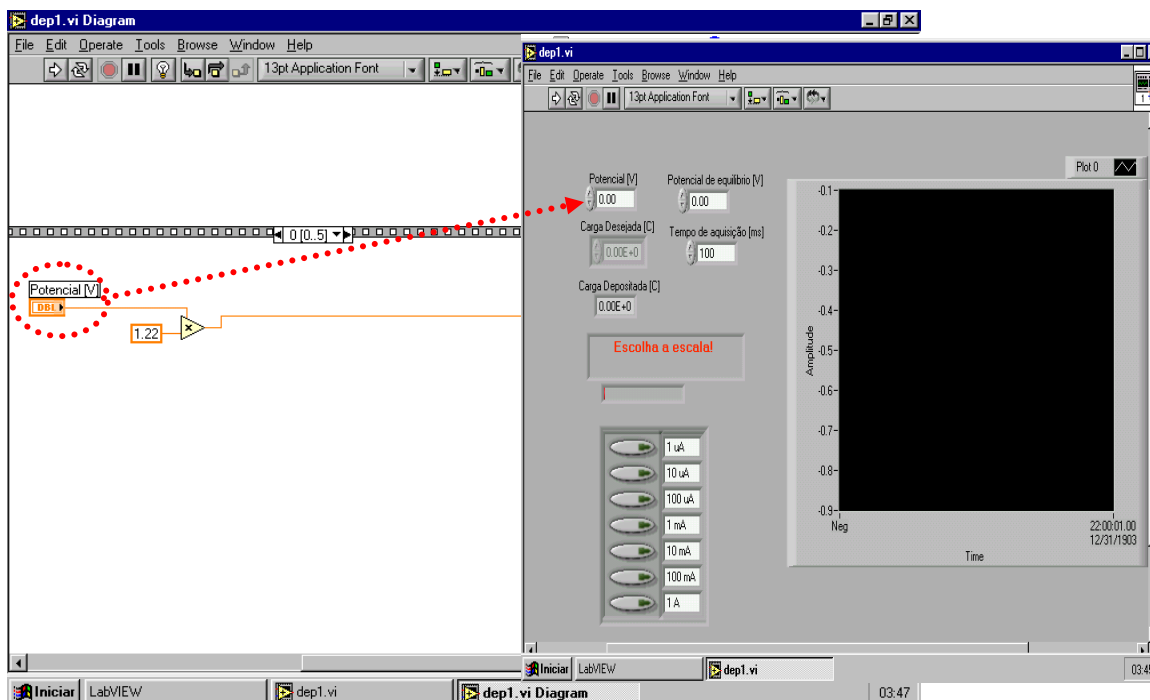 dep1.vi Diagram
File Edit Operate Tools Browse Window Help
13pt Application Font
0 [0..5]
Potencial [V]
DBL
1.22
x
dep1.vi
File Edit Operate Tools Browse Window Help
13pt Application Font
Potencial [V]
Potencial de equilíbrio [V]
0.00
0.00
Carga Desejada [C]
Tempo de aquisição [ms]
0.00E+0
100
Carga Depositada [C]
0.00E+0
Escolha a escala!
1 uA
10 uA
100 uA
1 mA
10 mA
100 mA
1 A
Plot 0
Amplitude
-0.1
-0.2
-0.3
-0.4
-0.5
-0.6
-0.7
-0.8
-0.9
Neg
22:00:01.00
12/31/1903
Time
Iniciar LabVIEW dep1.vi
Iniciar LabVIEW dep1.vi dep1.vi Diagram 03:47